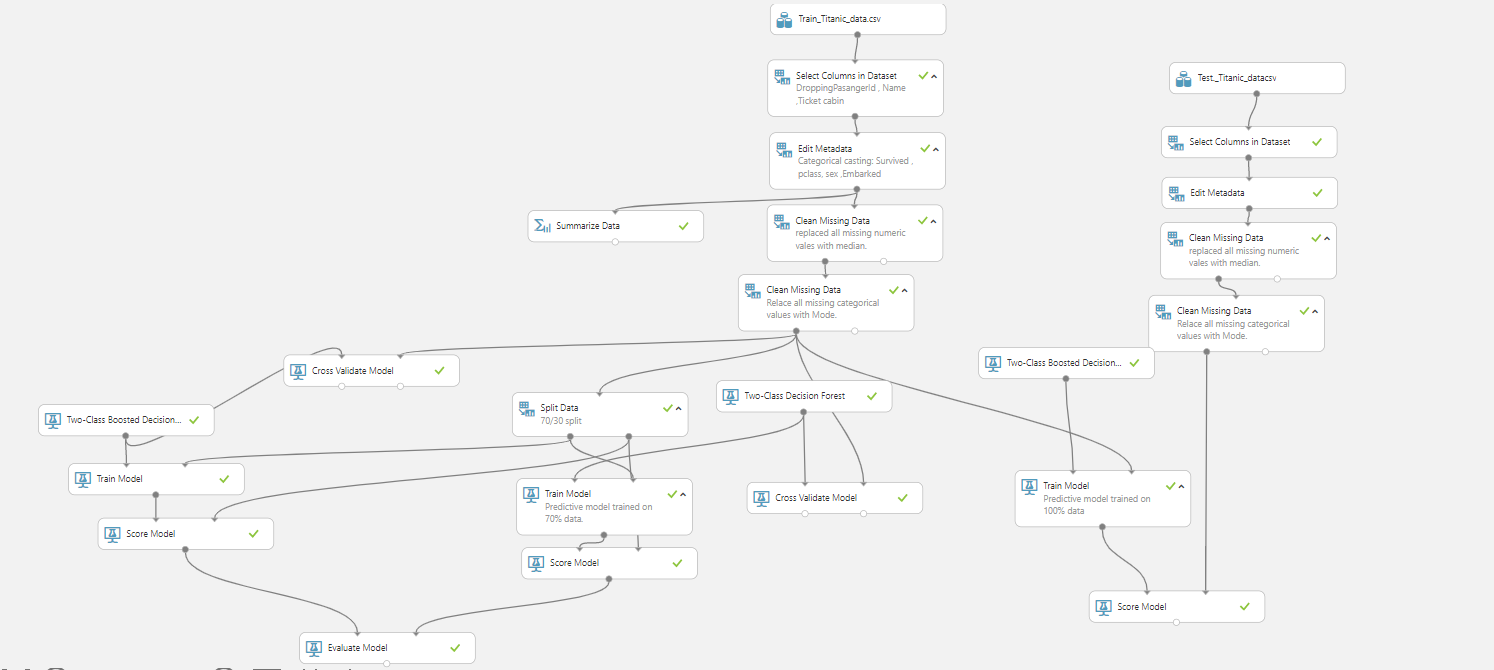 Train_Titanic_data.csv
Select Columns in Dataset
DroppingPasangerId , Name
,Ticket cabin
Edit Metadata
Categorical casting: Survived ,
pclass, sex ,Embarked
Summarize Data
Clean Missing Data
replaced all missing numeric
vales with median.
Clean Missing Data
Relace all missing categorical
values with Mode.
Test._Titanic_datacsv
Select Columns in Dataset
Edit Metadata
Clean Missing Data
replaced all missing numeric
vales with median.
Clean Missing Data
Relace all missing categorical
values with Mode.
Cross Validate Model
Two-Class Boosted Decision...
Two-Class Boosted Decision...
Split Data
70/30 split
Two-Class Decision Forest
Train Model
Train Model
Predictive model trained on
70% data.
Cross Validate Model
Train Model
Predictive model trained on
100% data
Score Model
Score Model
Score Model
Evaluate Model